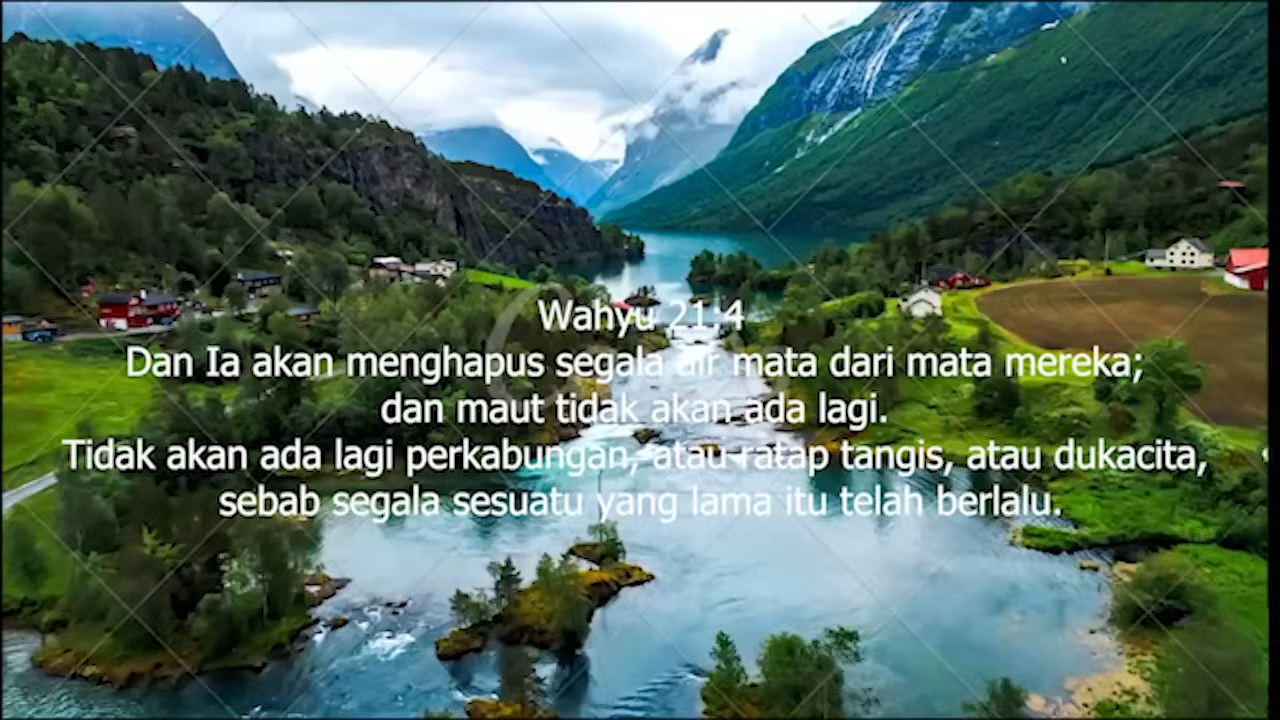 Wahyu 21:4
Dan Ia akan menghapus segala air mata dari mata mereka;
dan maut tidak akan ada lagi.
Tidak akan ada lagi perkabungan, atau ratap tangis, atau dukacita,
sebab segala sesuatu yang lama itu telah berlalu.